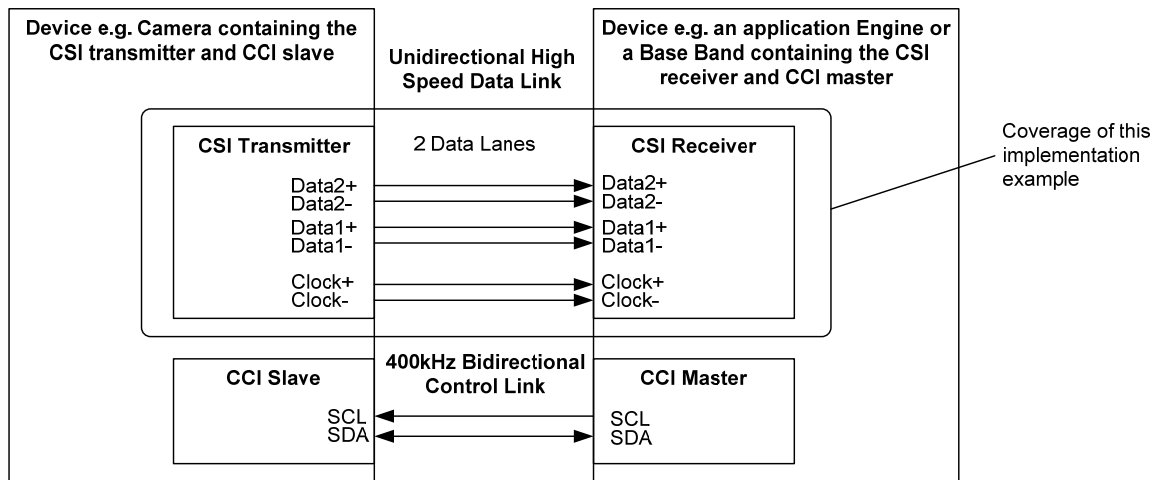 Device e.g. Camera containing the
CSI transmitter and CCI slave
Unidirectional High
Speed Data Link
Device e.g. an application Engine or
a Base Band containing the CSI
receiver and CCI master
CSI Transmitter
2 Data Lanes
CSI Receiver
Coverage of this
implementation
example
Data2+
Data2-
Data1+
Data1-
Clock+
Clock-
Data2+
Data2-
Data1+
Data1-
Clock+
Clock-
400kHz Bidirectional
Control Link
CCI Slave
SCL
SDA
CCI Master
SCL
SDA